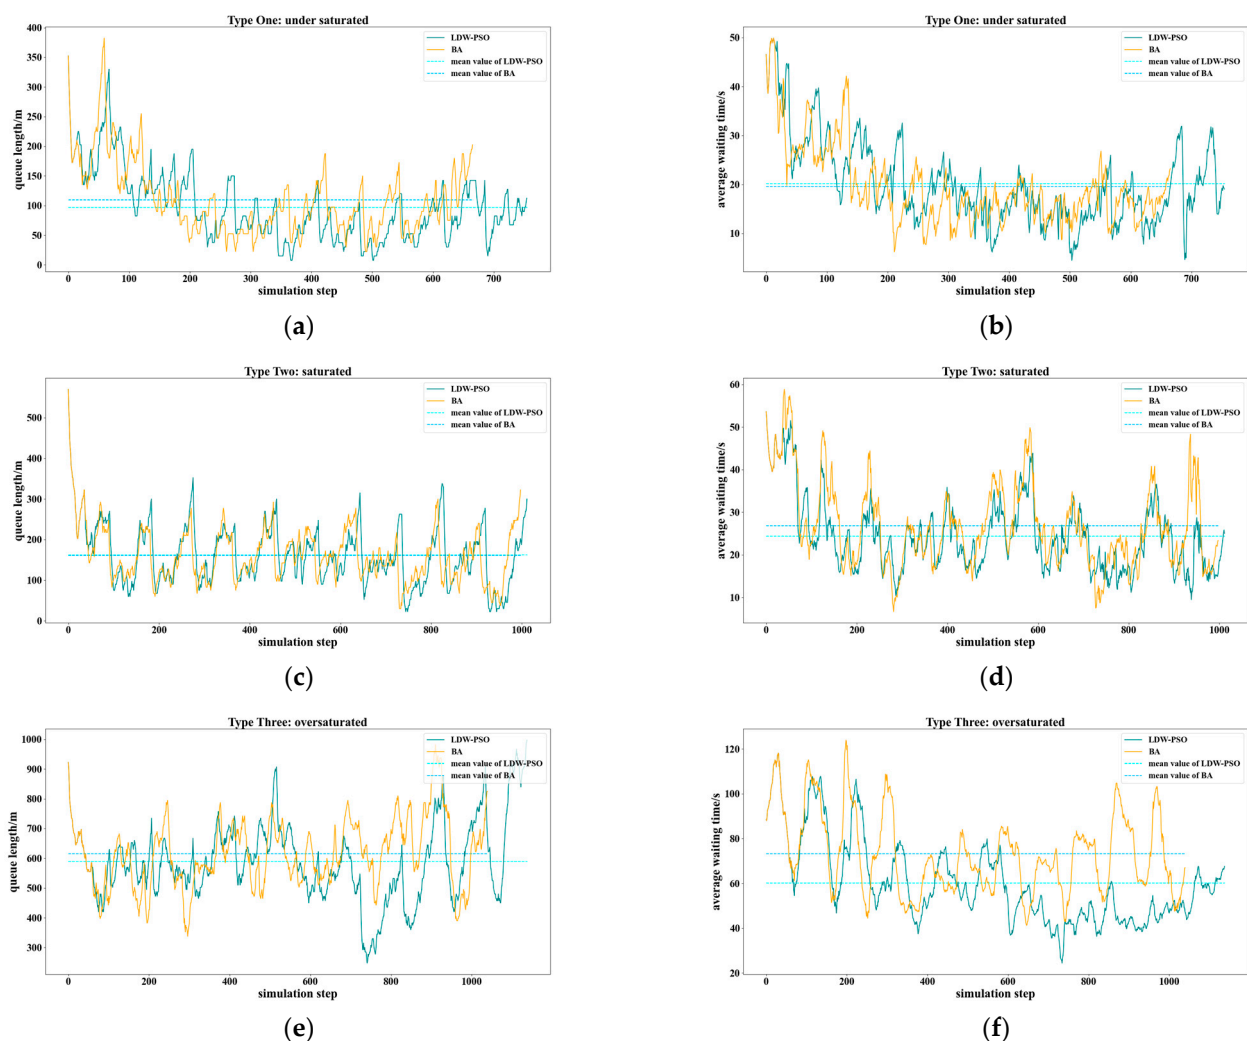 Type One: under saturated
400
350
300
250
200
150
100
50
0
queue length/m
LDW-PSO
BA
mean value of LDW-PSO
mean value of BA
0 100 200 300 400 500 600 700
simulation step
(a)
Type One: under saturated
50
40
30
20
10
average waiting time/s
LDW-PSO
BA
mean value of LDW-PSO
mean value of BA
0 100 200 300 400 500 600 700
simulation step
(b)
Type Two: saturated
500
400
300
200
100
0
queue length/m
LDW-PSO
BA
mean value of LDW-PSO
mean value of BA
0 200 400 600 800 1000
simulation step
(c)
Type Two: saturated
60
50
40
30
20
10
average waiting time/s
LDW-PSO
BA
mean value of LDW-PSO
mean value of BA
0 200 400 600 800 1000
simulation step
(d)
Type Three: oversaturated
1000
900
800
700
600
500
400
300
queue length/m
LDW-PSO
BA
mean value of LDW-PSO
mean value of BA
0 200 400 600 800 1000
simulation step
(e)
Type Three: oversaturated
120
100
80
60
40
20
average waiting time/s
LDW-PSO
BA
mean value of LDW-PSO
mean value of BA
0 200 400 600 800 1000
simulation step
(f)